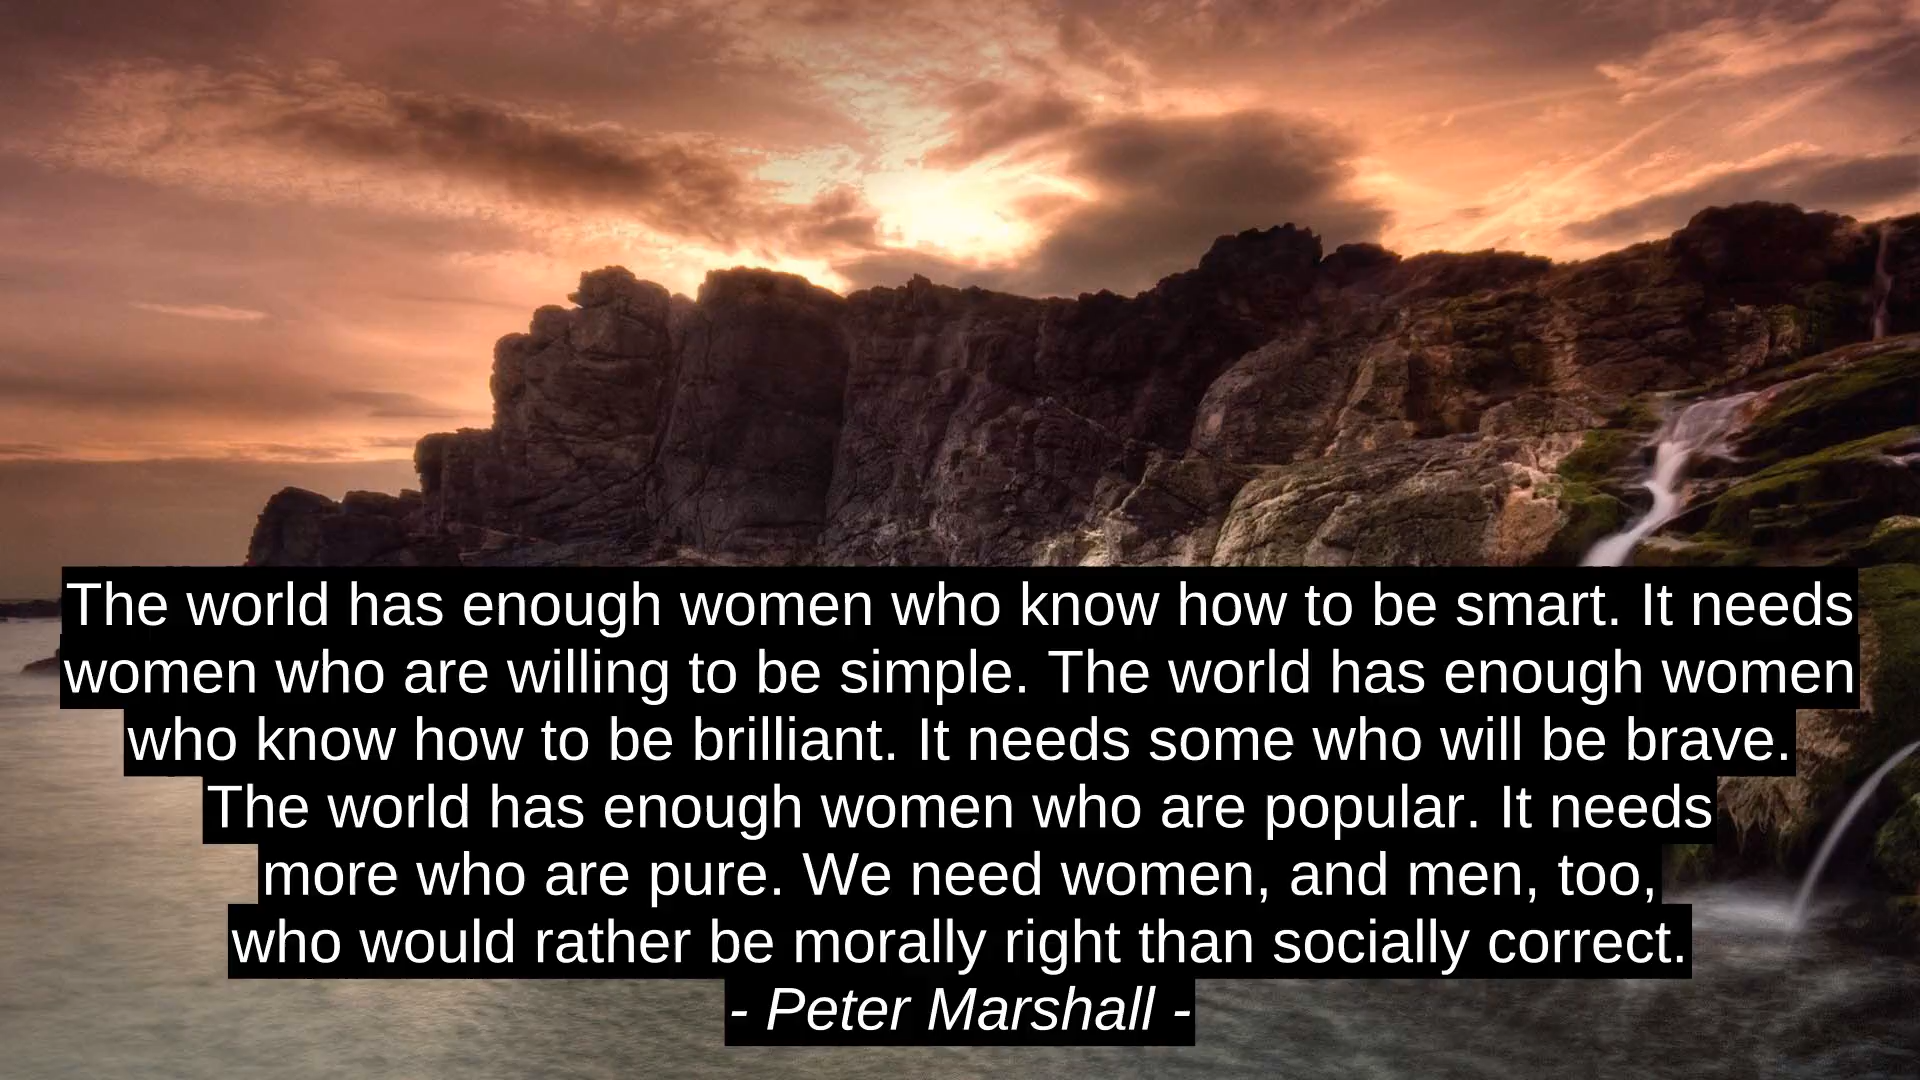 The world has enough women who know how to be smart. It needs
women who are willing to be simple. The world has enough women
who know how to be brilliant. It needs some who will be brave.
The world has enough women who are popular. It needs
more who are pure. We need women, and men, too,
who would rather be morally right than socially correct.
- Peter Marshall -